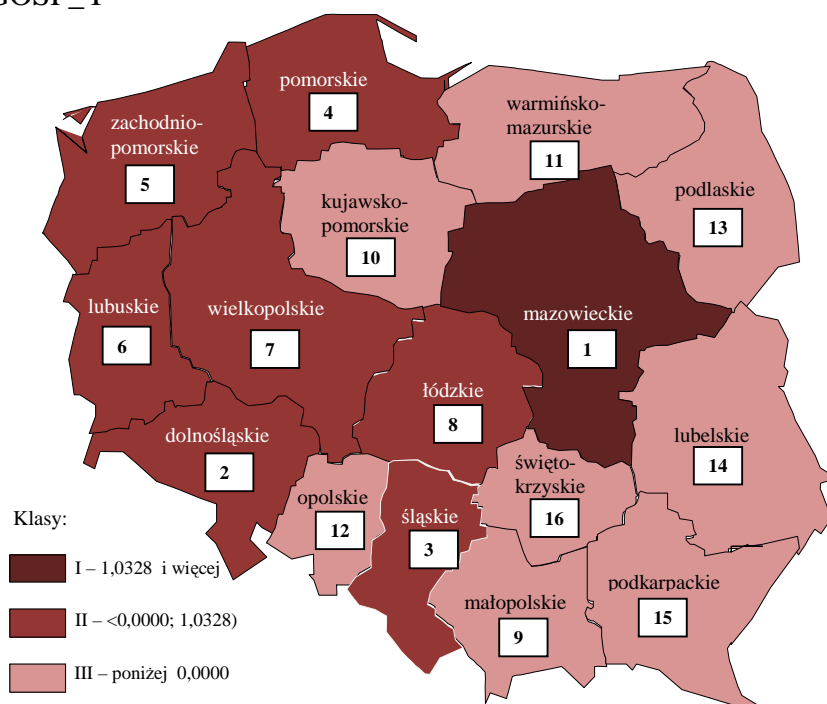 pomorskie
4
zachodnio-
pomorskie
5
warmińsko-
mazurskie
11
podlaskie
13
kujawsko-
pomorskie
10
lubuskie
6
wielkopolskie
7
mazowieckie
1
łódzkie
8
dolnośląskie
2
lubelskie
14
święto-
krzyskie
16
opolskie
12
śląskie
3
małopolskie
9
podkarpackie
15
Klasy:
I – 1,0328 i więcej
II – <0,0000; 1,0328)
III – poniżej 0,0000